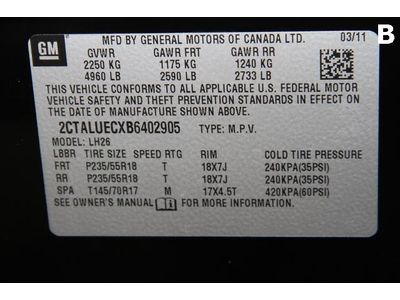 B
GM
MFD BY GENERAL MOTORS OF CANADA LTD. 03/11
GVWR GAWR FRT GAWR RR
2250 KG 1175 KG 1240 KG
4960 LB 2590 LB 2733 LB
THIS VEHICLE CONFORMS TO ALL APPLICABLE U.S. FEDERAL MOTOR
VEHICLE SAFETY AND THEFT PREVENTION STANDARDS IN EFFECT ON
THE DATE OF MANUFACTURE SHOWN ABOVE.
2CTALUECXB6402905 TYPE: M.P.V.
MODEL: LH26
LBBR TIRE SIZE SPEED RTG RIM COLD TIRE PRESSURE
FRT P235/55R18 T 18X7J 240KPA(35PSI)
RR P235/55R18 T 18X7J 240KPA(35PSI)
SPA T145/70R17 M 17X4.5T 420KPA(60PSI)
SEE OWNER'S MANUAL FOR MORE INFORMATION.